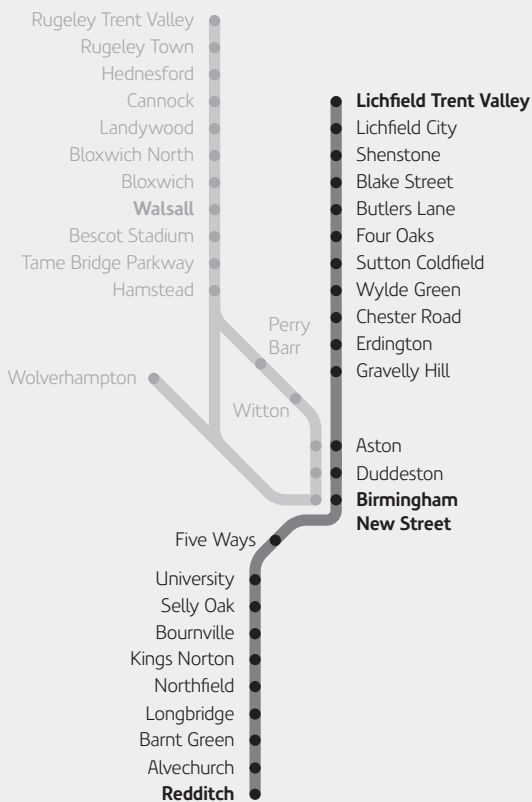 Rugeley Trent Valley
Rugeley Town
Hednesford
Cannock
Landywood
Bloxwich North
Bloxwich
Walsall
Bescot Stadium
Tame Bridge Parkway
Hamstead
Perry
Barr
Wolverhampton
Witton
Lichfield Trent Valley
Lichfield City
Shenstone
Blake Street
Butlers Lane
Four Oaks
Sutton Coldfield
Wylde Green
Chester Road
Erdington
Gravelly Hill
Aston
Duddeston
Birmingham
New Street
Five Ways
University
Selly Oak
Bournville
Kings Norton
Northfield
Longbridge
Barnt Green
Alvechurch
Redditch